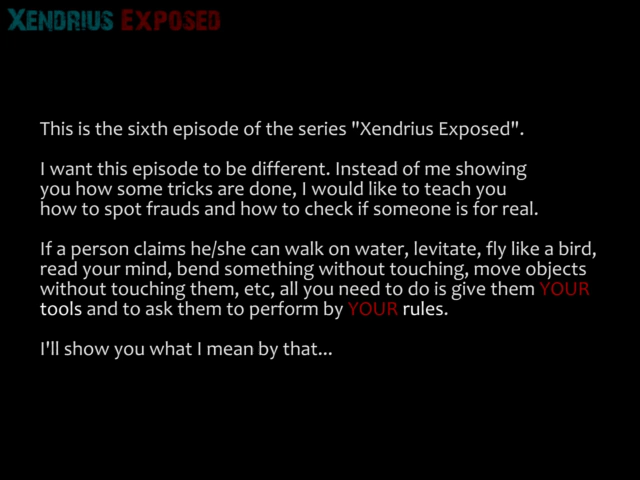 Xendrius Exposed
This is the sixth episode of the series "Xendrius Exposed".
I want this episode to be different. Instead of me showing
you how some tricks are done, I would like to teach you
how to spot frauds and how to check if someone is for real.
If a person claims he/she can walk on water, levitate, fly like a bird,
read your mind, bend something without touching, move objects
without touching them, etc, all you need to do is give them YOUR
tools and to ask them to perform by YOUR rules.
I'll show you what I mean by that...